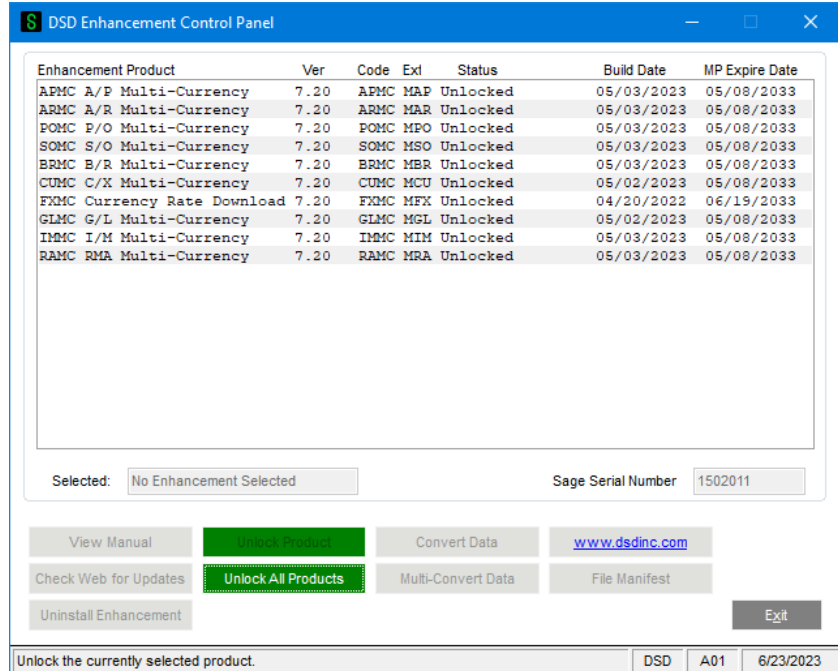 S DSD Enhancement Control Panel
Enhancement Product Ver Code Ext Status Build Date MP Expire Date
APMC A/P Multi-Currency 7.20 APMC MAP Unlocked 05/03/2023 05/08/2033
ARMC A/R Multi-Currency 7.20 ARMC MAR Unlocked 05/03/2023 05/08/2033
POMC P/O Multi-Currency 7.20 POMC MPO Unlocked 05/03/2023 05/08/2033
SOMC S/O Multi-Currency 7.20 SOMC MSO Unlocked 05/03/2023 05/08/2033
BRMC B/R Multi-Currency 7.20 BRMC MBR Unlocked 05/03/2023 05/08/2033
CUMC C/X Multi-Currency 7.20 CUMC MCU Unlocked 05/02/2023 05/08/2033
FXMC Currency Rate Download 7.20 FXMC MFX Unlocked 04/20/2022 06/19/2033
GLMC G/L Multi-Currency 7.20 GLMC MGL Unlocked 05/02/2023 05/08/2033
IMMC I/M Multi-Currency 7.20 IMMC MIM Unlocked 05/03/2023 05/08/2033
RAMC RMA Multi-Currency 7.20 RAMC MRA Unlocked 05/03/2023 05/08/2033
Selected: No Enhancement Selected Sage Serial Number 1502011
View Manual Unlock Product Convert Data www.dsdinc.com
Check Web for Updates Unlock All Products Multi-Convert Data File Manifest
Uninstall Enhancement Exit
Unlock the currently selected product. DSD A01 6/23/2023